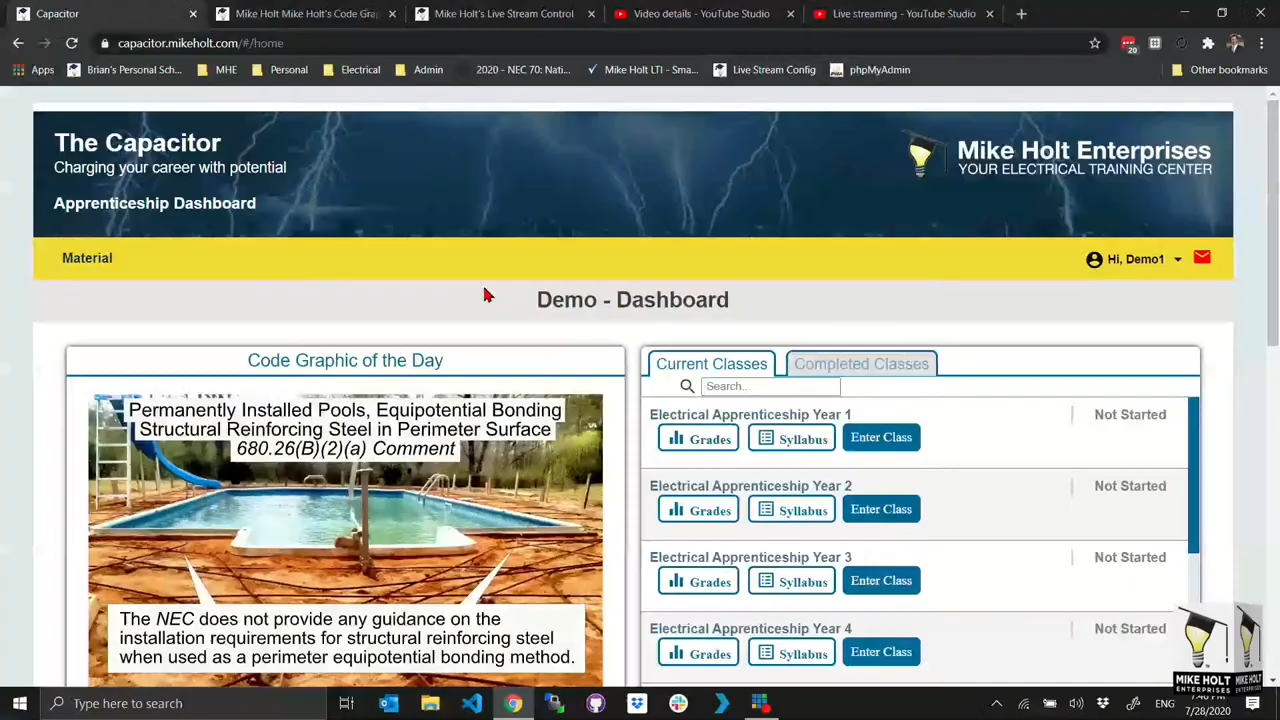 Capacitor
Mike Holt Mike Holt's Code Gra
Mike Holt's Live Stream Control
Video details - YouTube Studio
Live streaming - YouTube Studio
capacitor.mikeholt.com/#/home
20
Apps
Brian's Personal Sch...
MHE
Personal
Electrical
Admin
2020 - NEC 70: Nati...
Mike Holt LTI - Sma...
Live Stream Config
phpMyAdmin
Other bookmarks
The Capacitor
Charging your career with potential
Apprenticeship Dashboard
Mike Holt Enterprises
YOUR ELECTRICAL TRAINING CENTER
Material
Hi, Demo1
Demo - Dashboard
Code Graphic of the Day
Permanently Installed Pools, Equipotential Bonding
Structural Reinforcing Steel in Perimeter Surface
680.26(B)(2)(a) Comment
The NEC does not provide any guidance on the
installation requirements for structural reinforcing steel
when used as a perimeter equipotential bonding method.
Current Classes
Completed Classes
Search...
Electrical Apprenticeship Year 1
Not Started
Grades
Syllabus
Enter Class
Electrical Apprenticeship Year 2
Not Started
Grades
Syllabus
Enter Class
Electrical Apprenticeship Year 3
Not Started
Grades
Syllabus
Enter Class
Electrical Apprenticeship Year 4
Not Started
Grades
Syllabus
Enter Class
MIKE HOLT
ENTERPRISES
Type here to search
ENG
7/28/2020